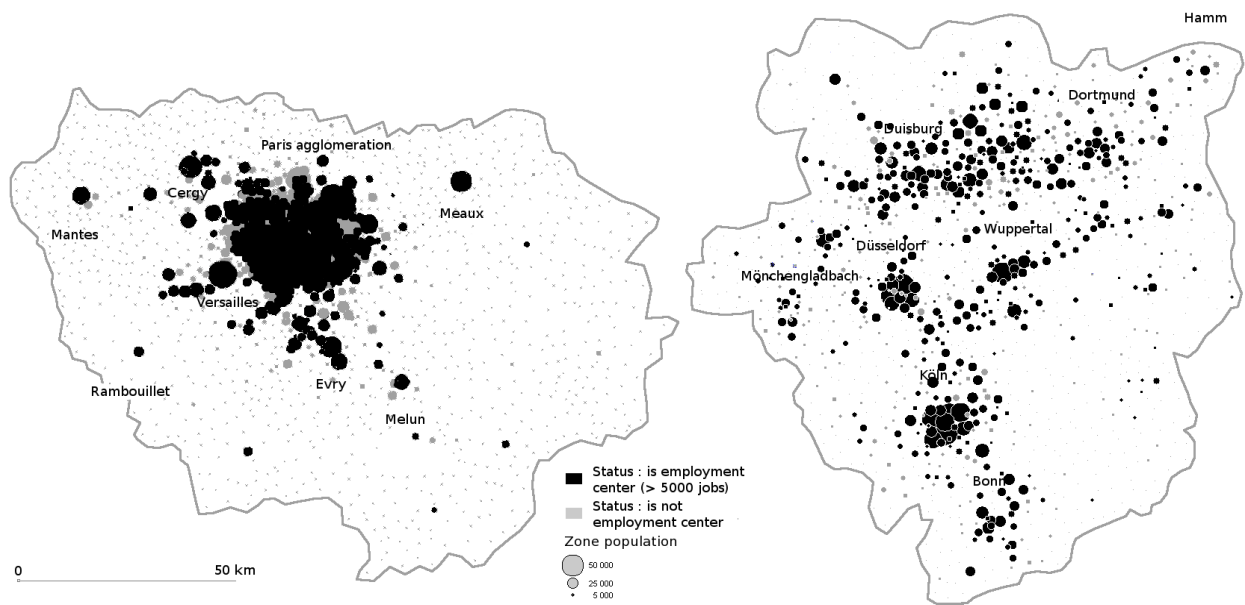 Hamm
Paris agglomeration
Dortmund
Duisburg
Cergy
Meaux
Mantes
Wuppertal
Düsseldorf
Mönchengladbach
Versailles
Rambouillet
Evry
Melun
Köln
Bonn
Status : is employment
center (> 5000 jobs)
Status : is not
employment center
Zone population
50 000
25 000
5 000
0 50 km